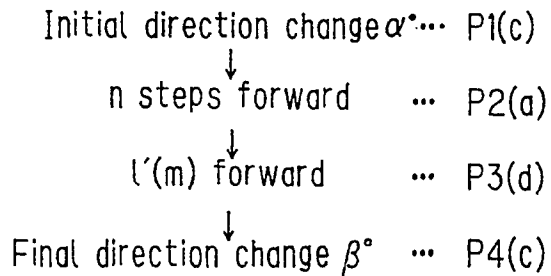 Initial direction change α° ··· P1(c)
↓
n steps forward ··· P2(a)
↓
l′(m) forward ··· P3(d)
↓
Final direction change β° ··· P4(c)